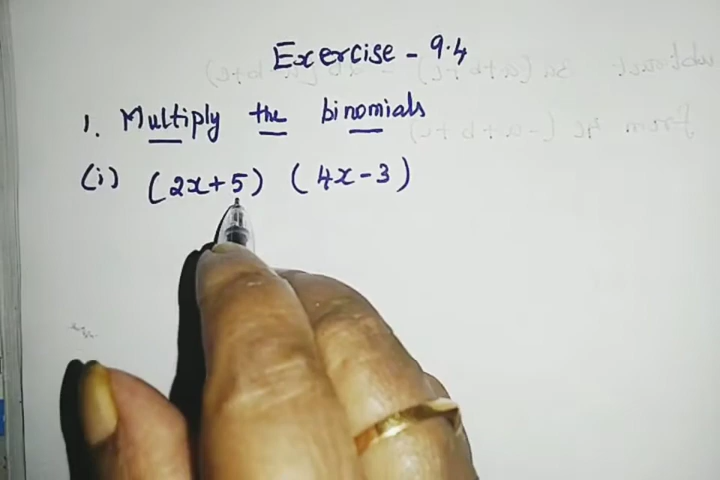 Exercise - 9.4
1. Multiply the binomials
(i) (2x+5) (4x-3)